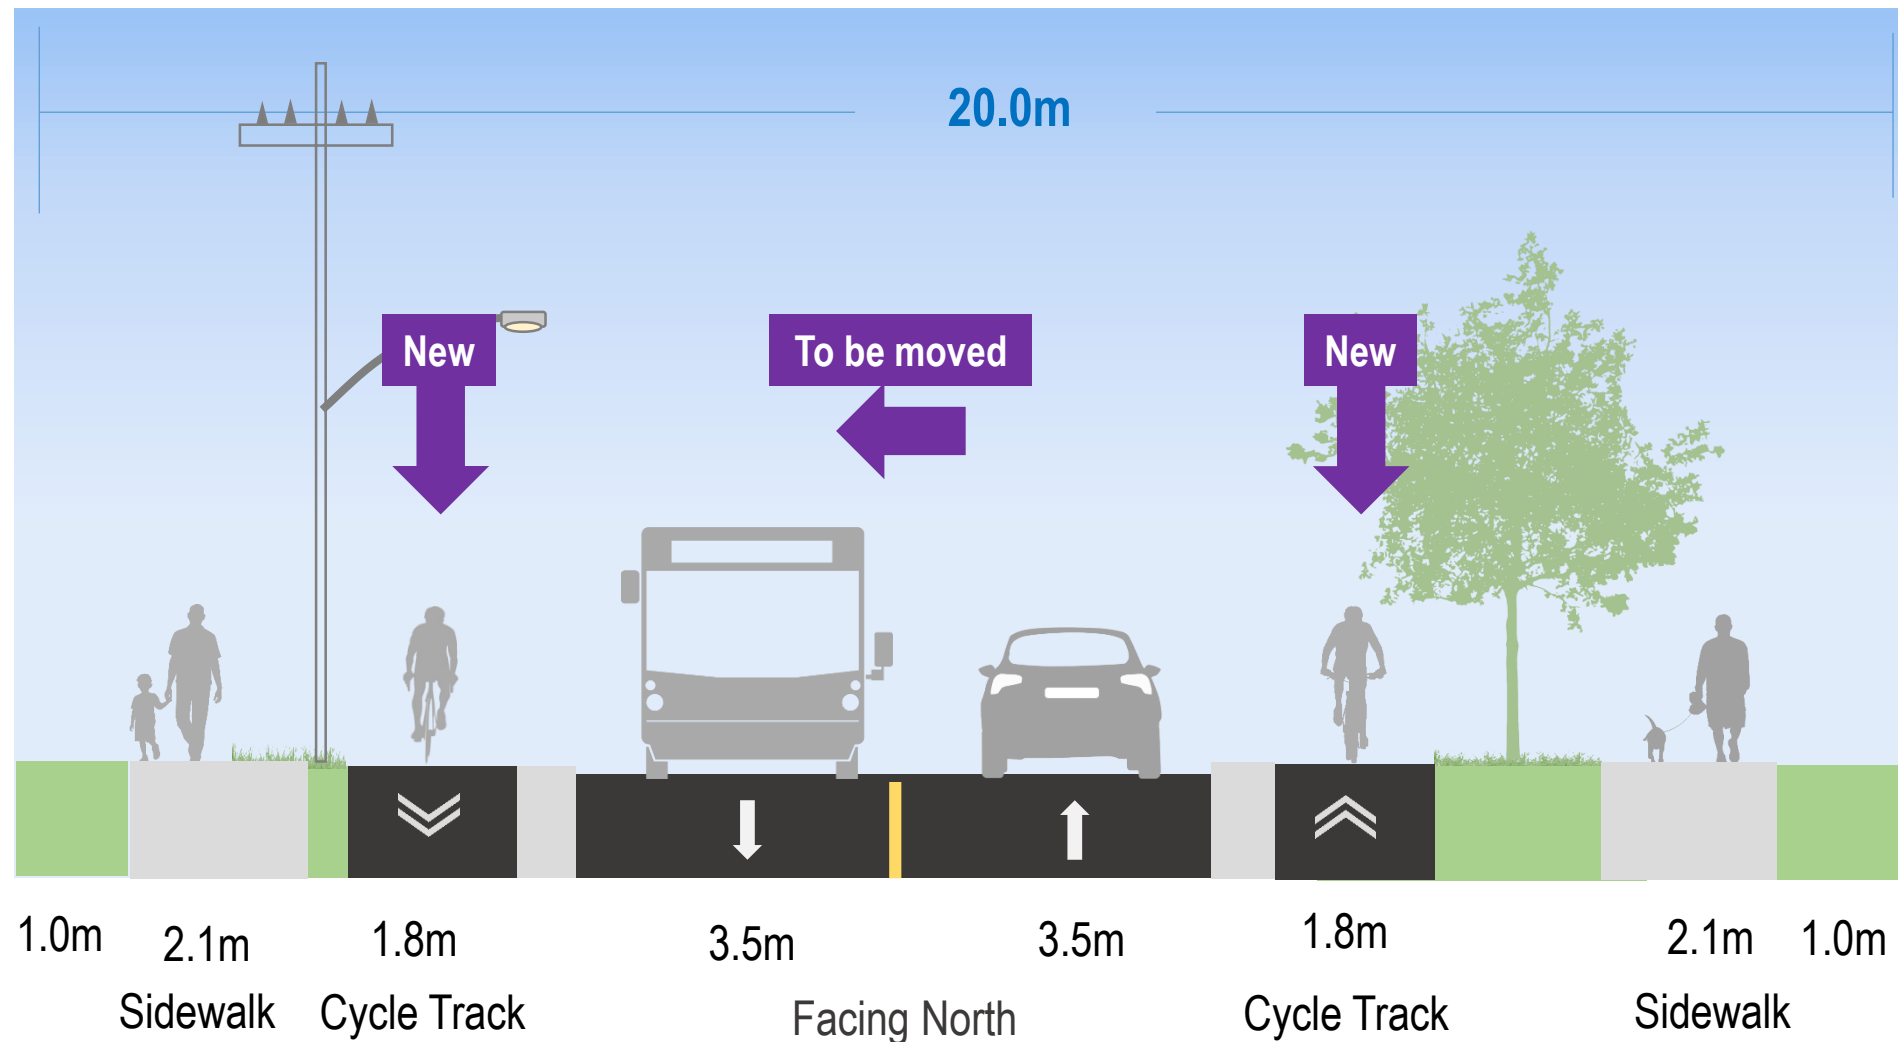 20.0m
New
To be moved
New
1.0m
2.1m
1.8m
3.5m
3.5m
1.8m
2.1m
1.0m
Sidewalk
Cycle Track
Facing North
Cycle Track
Sidewalk